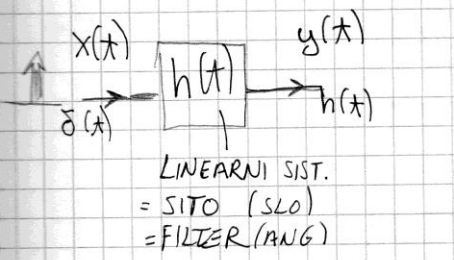 x(t) y(t)
h(t)
δ(t) h(t)
LINEARNI SIST.
= SITO (SLO)
= FILTER (ANG)